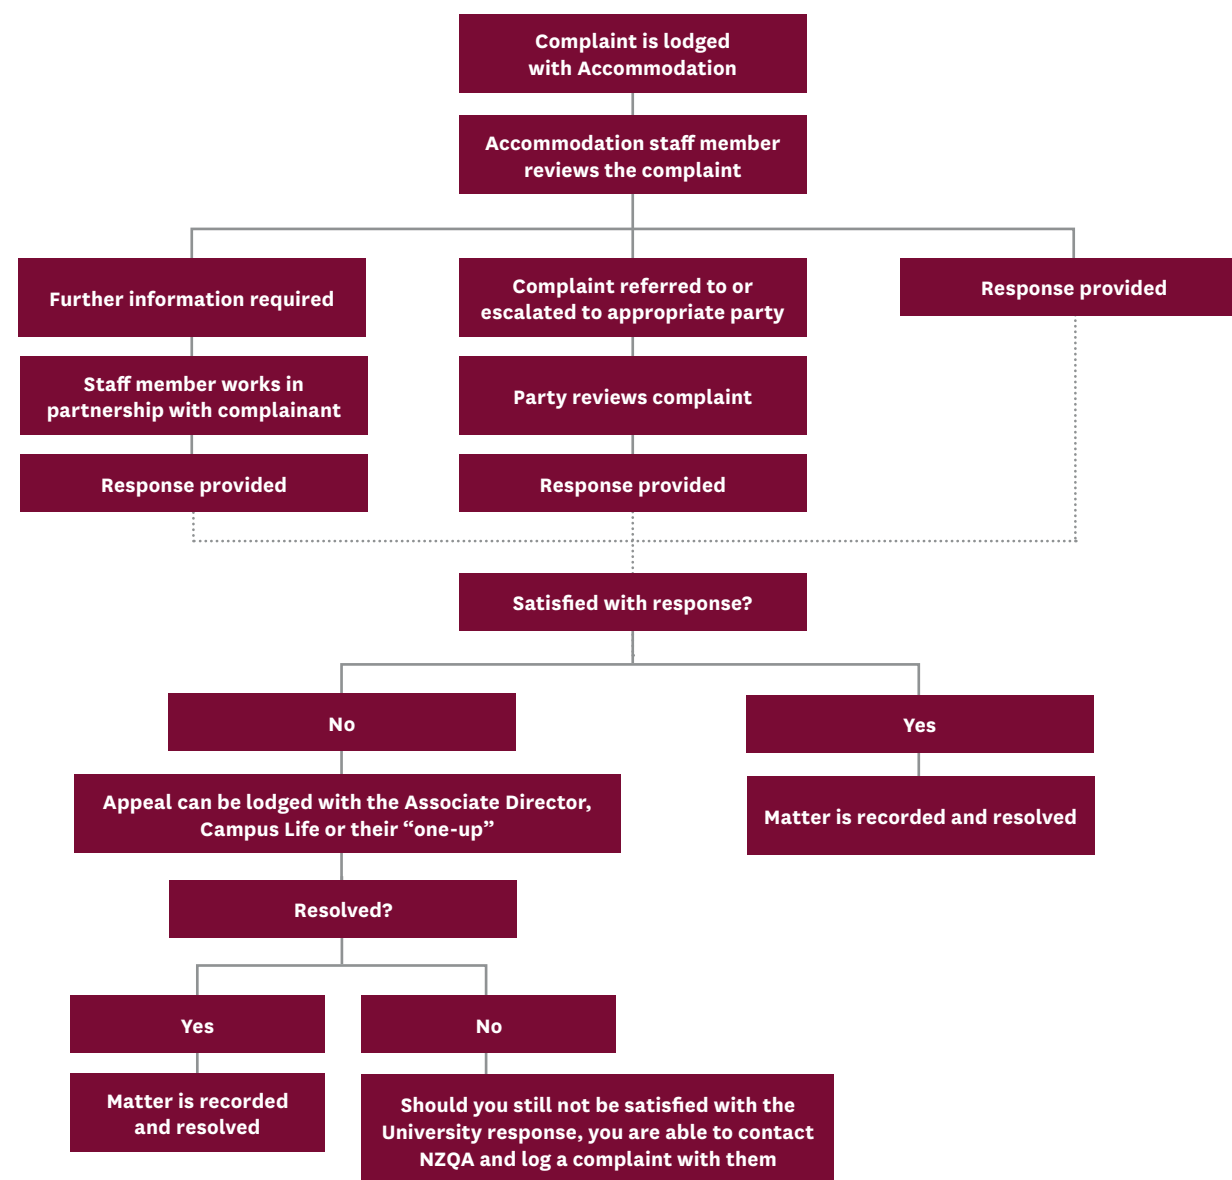 Complaint is lodged
with Accommodation
Accommodation staff member
reviews the complaint
Further information required
Complaint referred to or
escalated to appropriate party
Response provided
Staff member works in
partnership with complainant
Party reviews complaint
Response provided
Response provided
Satisfied with response?
No
Yes
Appeal can be lodged with the Associate Director,
Campus Life or their “one-up”
Matter is recorded and resolved
Resolved?
Yes
No
Matter is recorded
and resolved
Should you still not be satisfied with the
University response, you are able to contact
NZQA and log a complaint with them